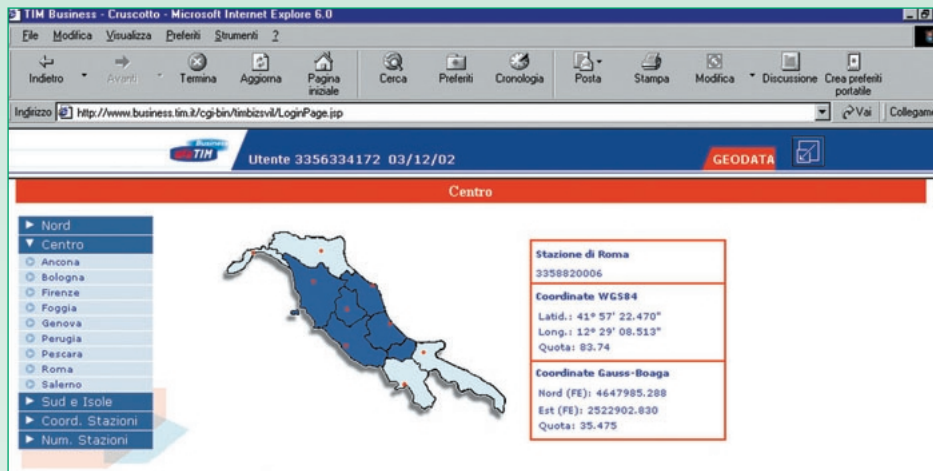 TIM Business - Cruscotto - Microsoft Internet Explore 6.0
File Modifica Visualizza Preferiti Strumenti ?
Indietro Avanti Termina Aggiorna Pagina iniziale Cerca Preferiti Cronologia Posta Stampa Modifica Discussione Crea preferiti portatile
Indirizzo http://www.business.tim.it/cgi-bin/timbizsvil/LoginPage.jsp Vai Collegame
Business
TIM
Utente 3356334172 03/12/02
GEODATA
Centro
Nord
Centro
Ancona
Bologna
Firenze
Foggia
Genova
Perugia
Pescara
Roma
Salerno
Sud e Isole
Coord. Stazioni
Num. Stazioni
Stazione di Roma
3358820006
Coordinate WGS84
Latid.: 41° 57' 22.470"
Long.: 12° 29' 08.513"
Quota: 83.74
Coordinate Gauss-Boaga
Nord (FE): 4647985.288
Est (FE): 2522902.830
Quota: 35.475